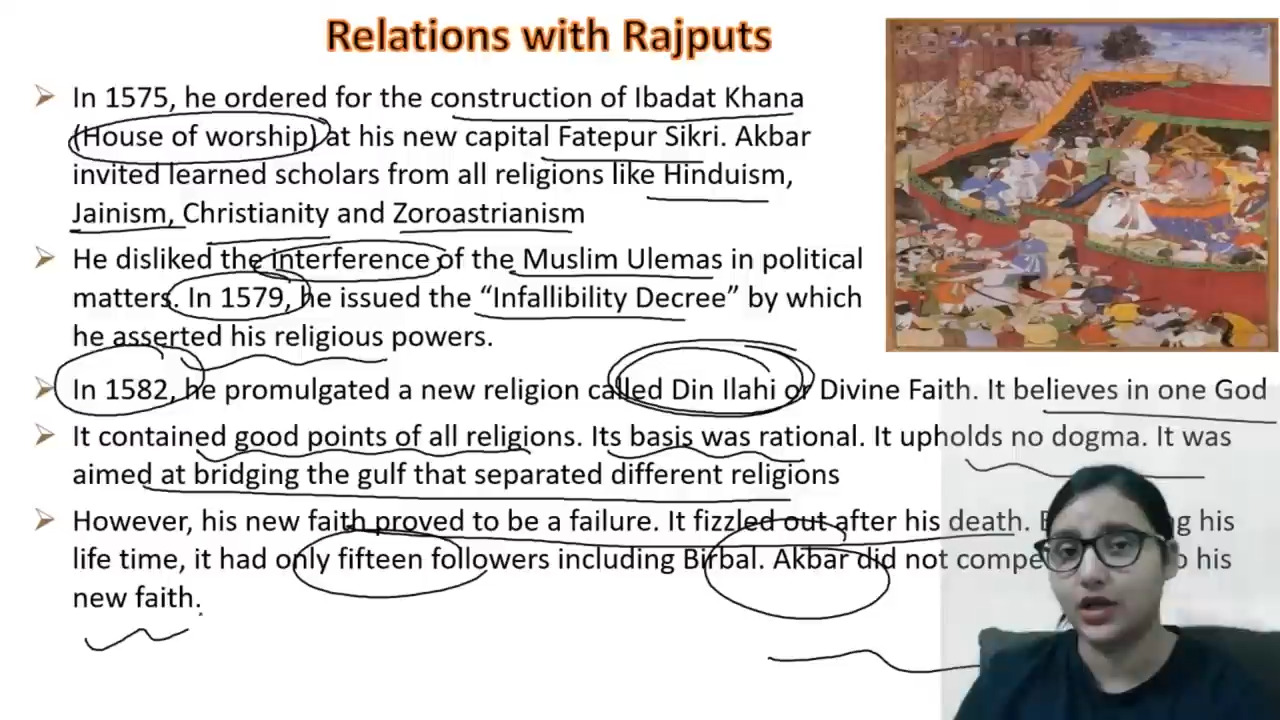 Relations with Rajputs
In 1575, he ordered for the construction of Ibadat Khana
(House of worship) at his new capital Fatepur Sikri. Akbar
invited learned scholars from all religions like Hinduism,
Jainism, Christianity and Zoroastrianism
He disliked the interference of the Muslim Ulemas in political
matters. In 1579, he issued the “Infallibility Decree” by which
he asserted his religious powers.
In 1582, he promulgated a new religion called Din Ilahi or Divine Faith. It believes in one God
It contained good points of all religions. Its basis was rational. It upholds no dogma. It was
aimed at bridging the gulf that separated different religions
However, his new faith proved to be a failure. It fizzled out after his death. his
life time, it had only fifteen followers including Birbal. Akbar did not his
new faith.